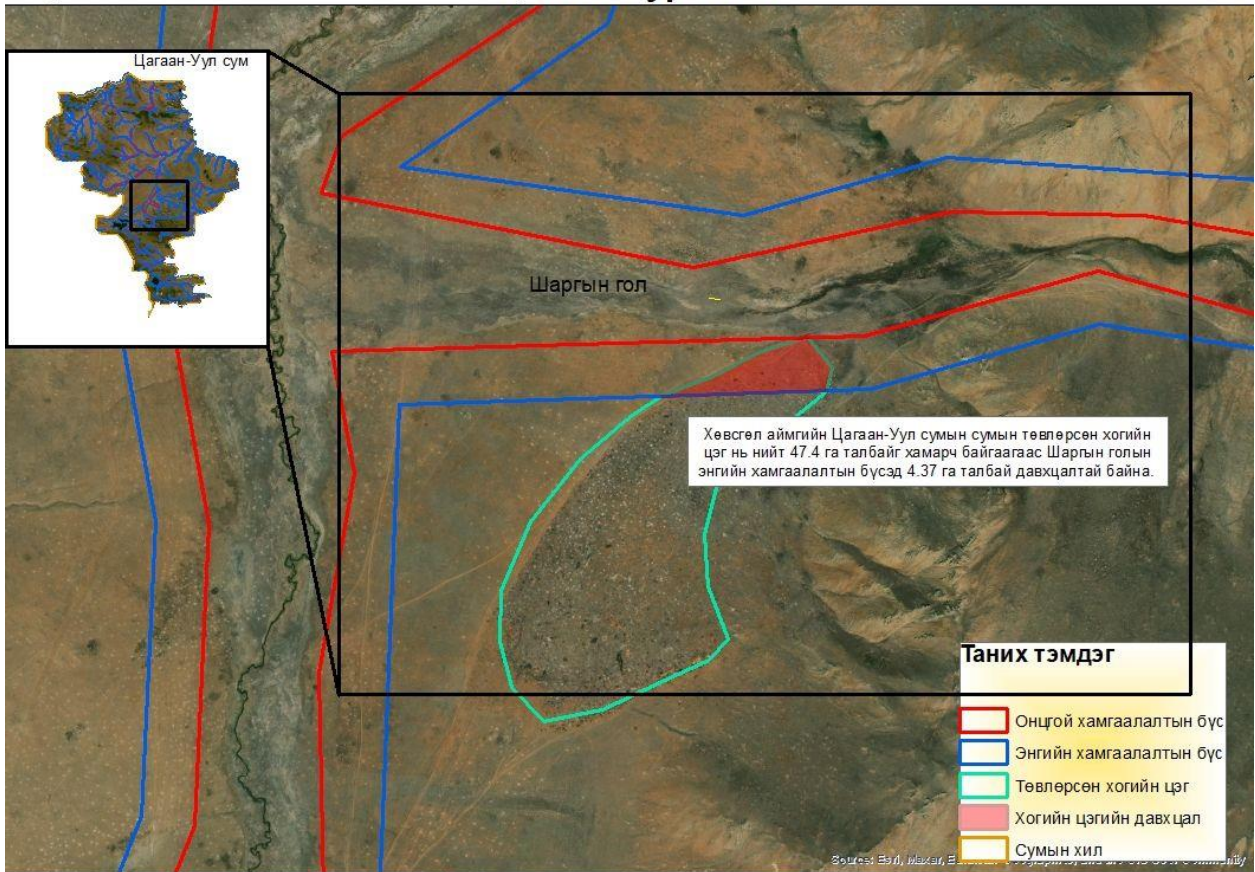 Цагаан-Уул сум
Шаргын гол
Хөвсгөл аймгийн Цагаан-Уул сумын сумын төвлөрсөн хогийн
цэг нь нийт 47.4 га талбайг хамарч байгаагаас Шаргын голын
энгийн хамгаалалтын бүсэд 4.37 га талбай давхцалтай байна.
Таних тэмдэг
Онцгой хамгаалалтын бүс
Энгийн хамгаалалтын бүс
Төвлөрсөн хогийн цэг
Хогийн цэгийн давхцал
Сумын хил
Source: Esri, Maxar,